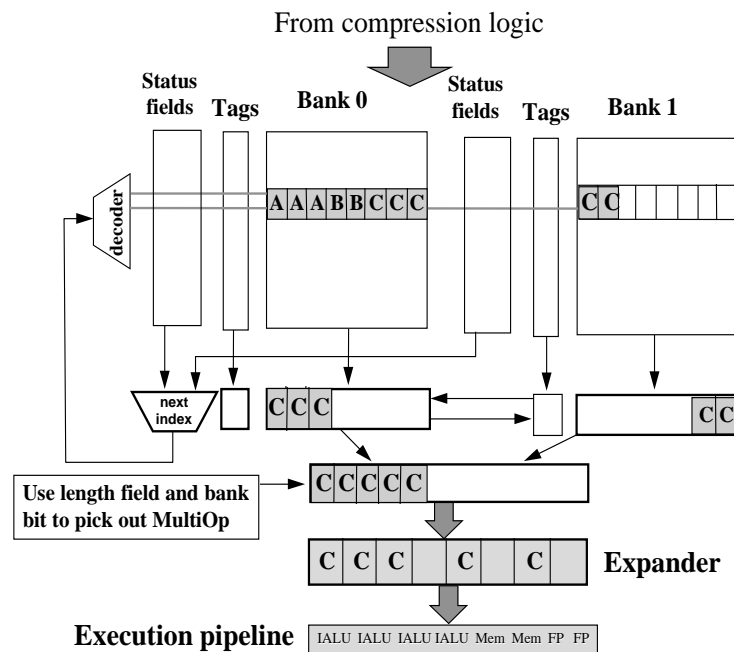 From compression logic
Status
fields
Tags
Bank 0
Status
fields
Tags
Bank 1
decoder
A A A B B C C C
C C
next
index
C C C
C C
Use length field and bank
bit to pick out MultiOp
C C C C C
C C C C C
Expander
Execution pipeline
IALU IALU IALU IALU Mem Mem FP FP